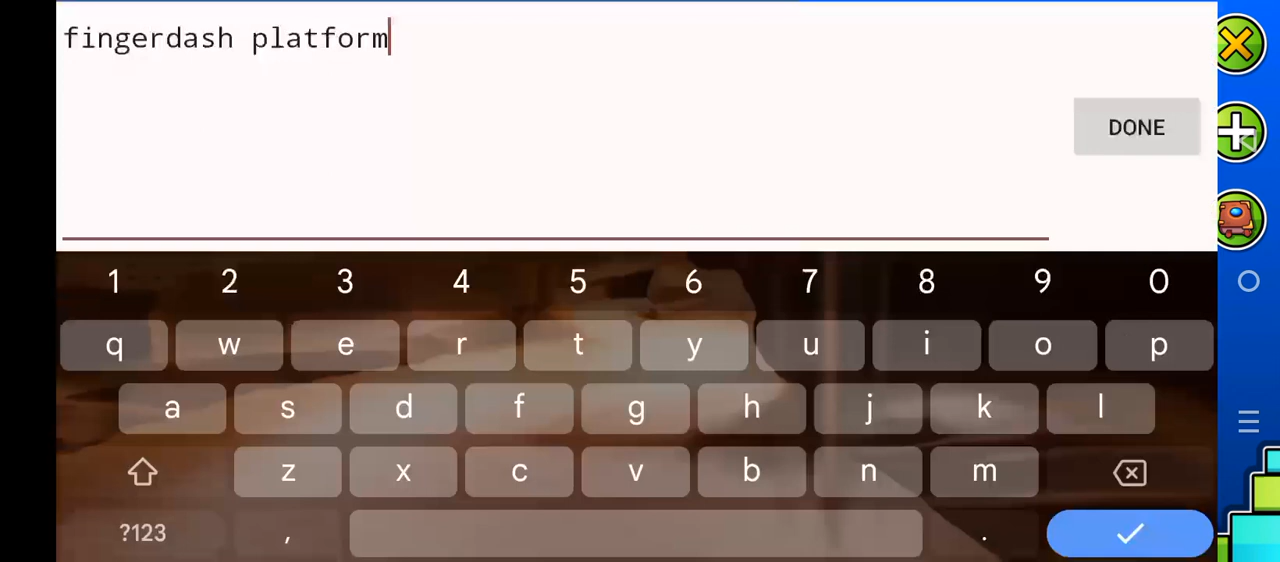 fingerdash platform
DONE
1 2 3 4 5 6 7 8 9 0
q w e r t y u i o p
a s d f g h j k l
z x c v b n m
?123 , .